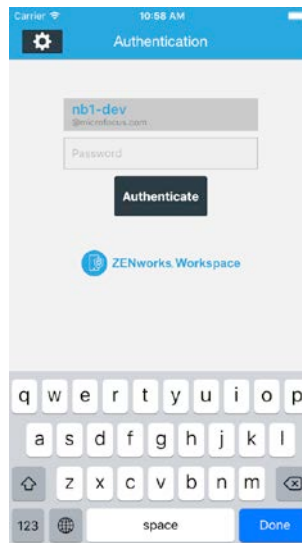 Carrier 10:58 AM
Authentication
nb1-dev
@microfocus.com
Password
Authenticate
ZENworks. Workspace
q w e r t y u i o p
a s d f g h j k l
z x c v b n m
123 space Done